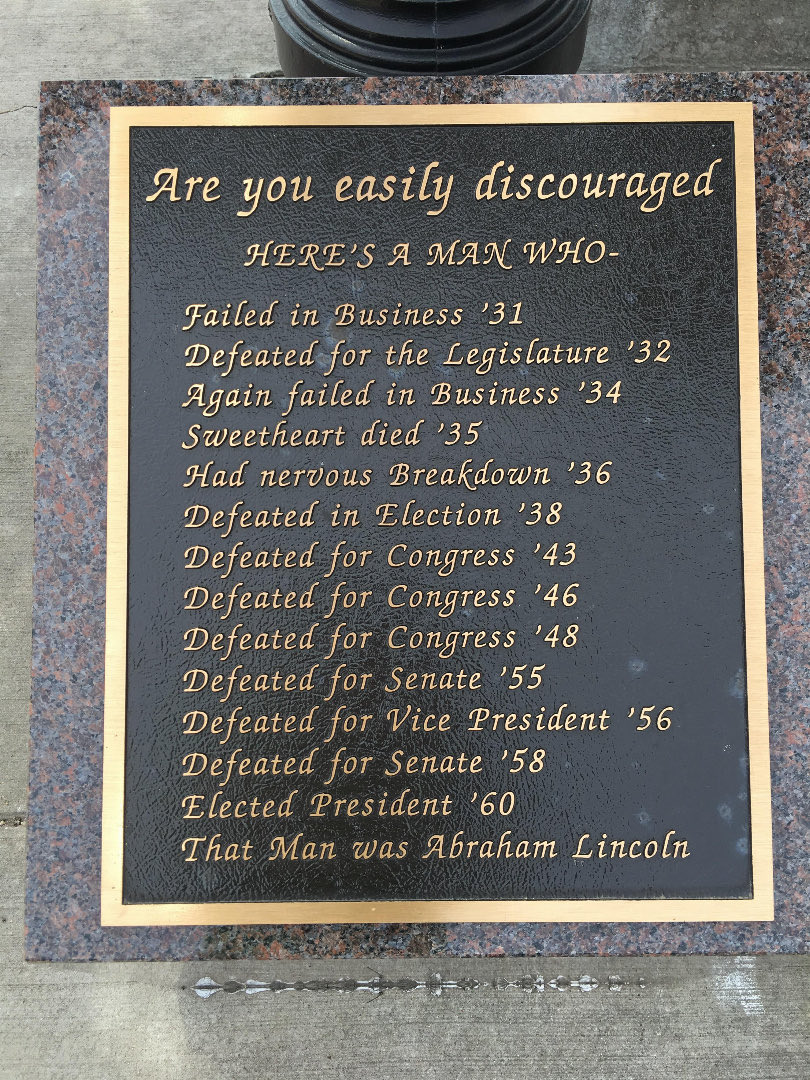 Are you easily discouraged
HERE'S A MAN WHO-
Failed in Business '31
Defeated for the Legislature '32
Again failed in Business '34
Sweetheart died '35
Had nervous Breakdown '36
Defeated in Election '38
Defeated for Congress '43
Defeated for Congress '46
Defeated for Congress '48
Defeated for Senate '55
Defeated for Vice President '56
Defeated for Senate '58
Elected President '60
That Man was Abraham Lincoln